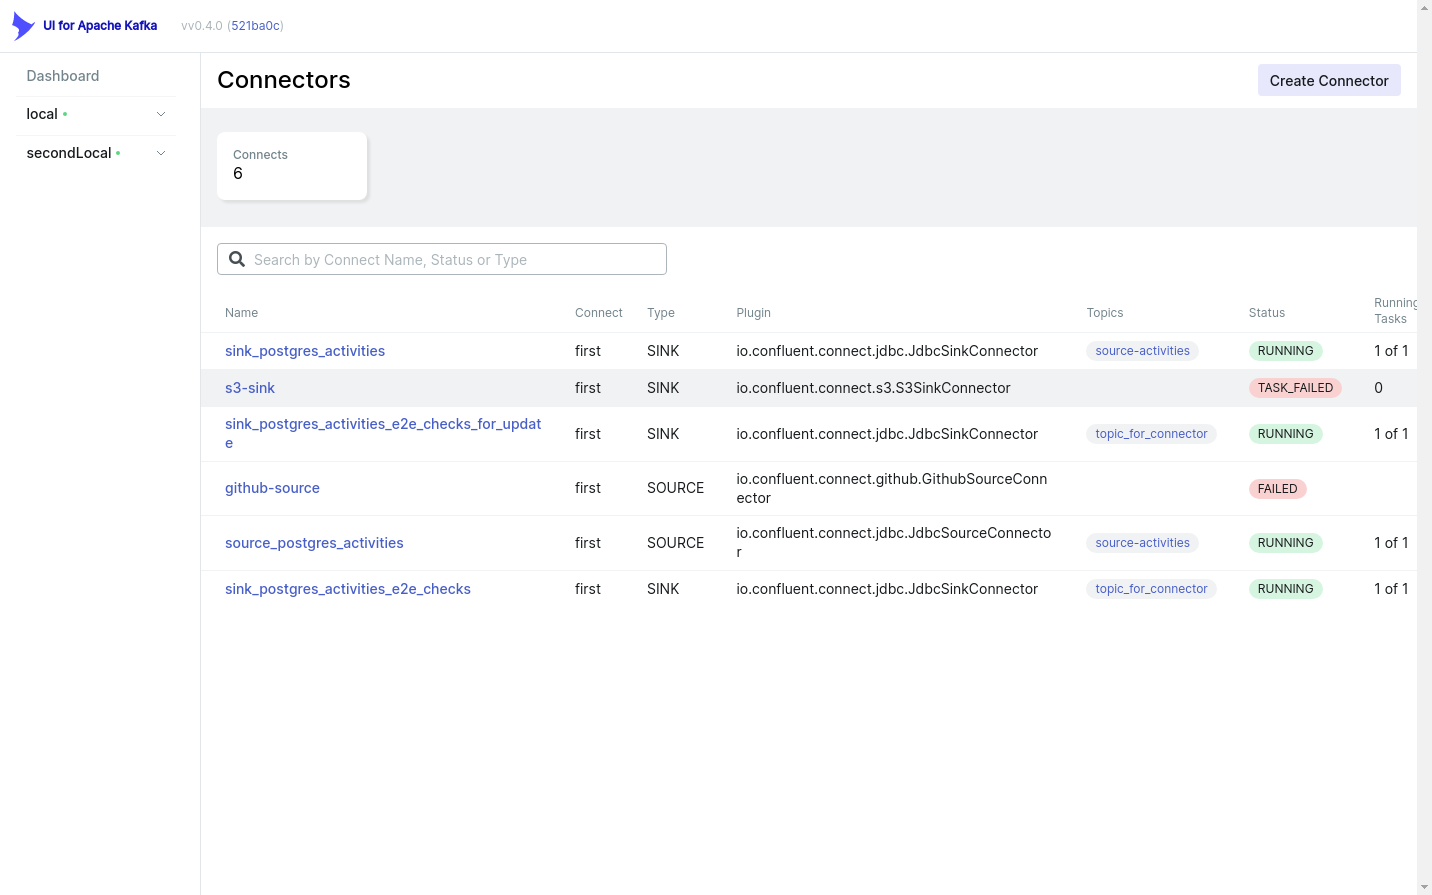 UI for Apache Kafka vv0.4.0 (521ba0c)
Dashboard
local
secondLocal
Connectors
Create Connector
Connects
6
Search by Connect Name, Status or Type
Name Connect Type Plugin Topics Status Running
Tasks
sink_postgres_activities first SINK io.confluent.connect.jdbc.JdbcSinkConnector source-activities RUNNING 1 of 1
s3-sink first SINK io.confluent.connect.s3.S3SinkConnector TASK_FAILED 0
sink_postgres_activities_e2e_checks_for_updat
e first SINK io.confluent.connect.jdbc.JdbcSinkConnector topic_for_connector RUNNING 1 of 1
github-source first SOURCE io.confluent.connect.github.GithubSourceConn
ector FAILED
source_postgres_activities first SOURCE io.confluent.connect.jdbc.JdbcSourceConnecto
r source-activities RUNNING 1 of 1
sink_postgres_activities_e2e_checks first SINK io.confluent.connect.jdbc.JdbcSinkConnector topic_for_connector RUNNING 1 of 1